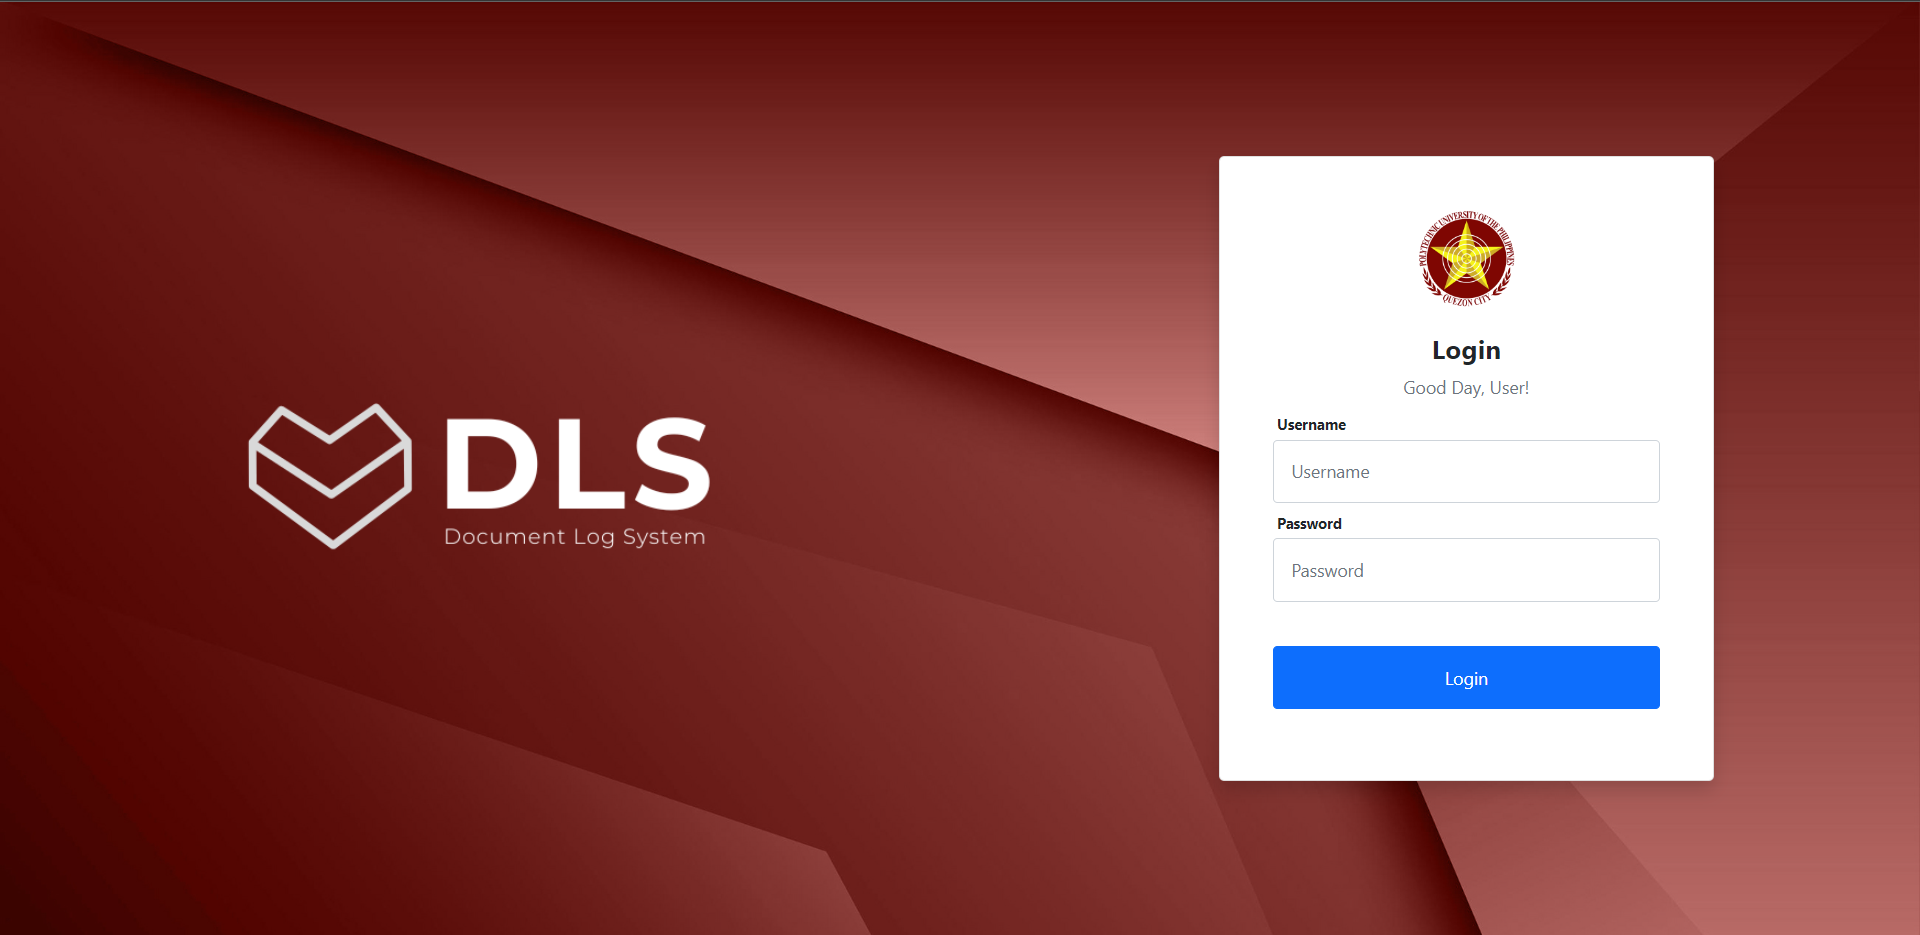 DLS
Document Log System
POLYTECHNIC UNIVERSITY OF THE PHILIPPINES
QUEZON CITY
Login
Good Day, User!
Username
Username
Password
Password
Login